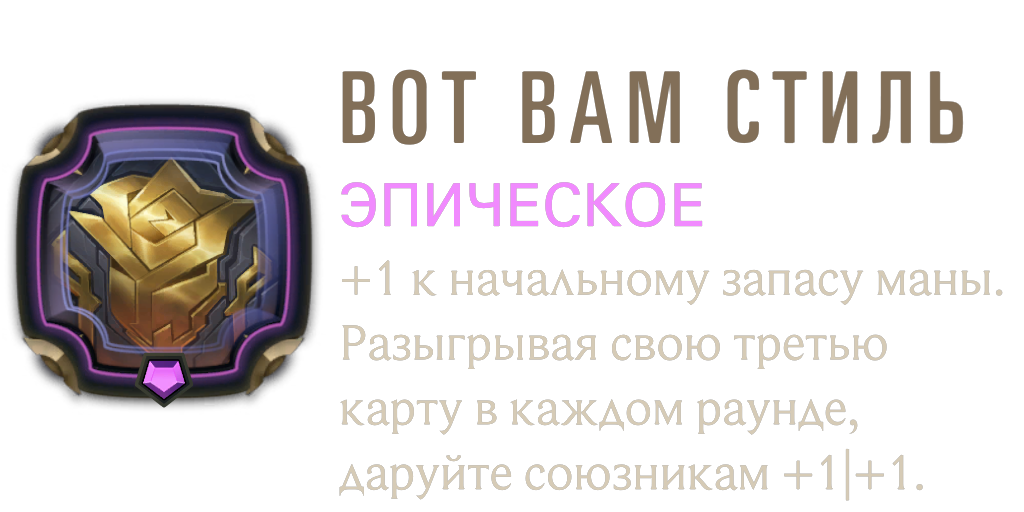 ВОТ ВАМ СТИЛЬ
ЭПИЧЕСКОЕ
+1 к начальному запасу маны.
Разыгрывая свою третью
карту в каждом раунде,
даруйте союзникам +1|+1.